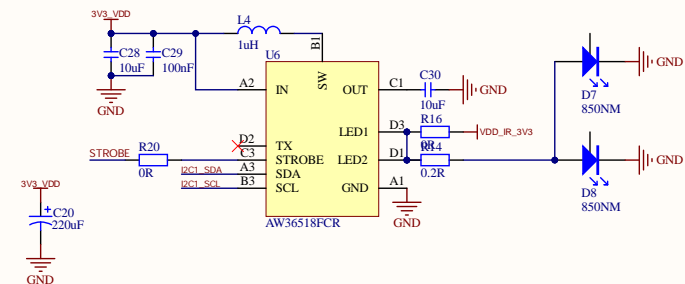 3V3_VDD
L4
1uH
B1
U6
C28
10uF
C29
100nF
GND
A2
IN
SW
OUT
C1
C30
10uF
GND
D7
850NM
GND
LED1
D3
R16
0R
VDD_IR_3V3
D2
TX
STROBE
R20
0R
C3
STROBE
LED2
D1
R14
0.2R
GND
I2C1_SDA
A3
SDA
I2C1_SCL
B3
SCL
GND
A1
GND
AW36518FCR
D8
850NM
3V3_VDD
+
C20
220uF
GND